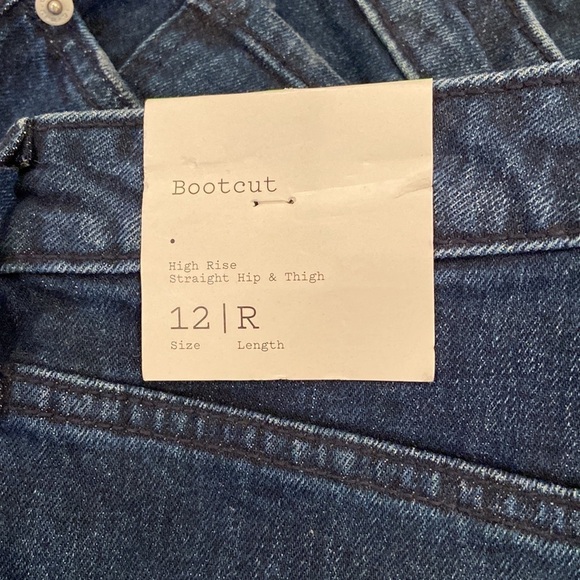 Bootcut
High Rise
Straight Hip & Thigh
12|R
Size Length